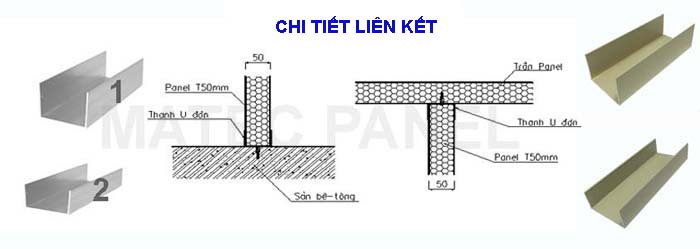 CHI TIẾT LIÊN KẾT
50
Panel T50mm
Thanh U đơn
Sàn bê-tông
Trần Panel
Thanh U đơn
Panel T50mm
50
1
2
MATEC PANEL